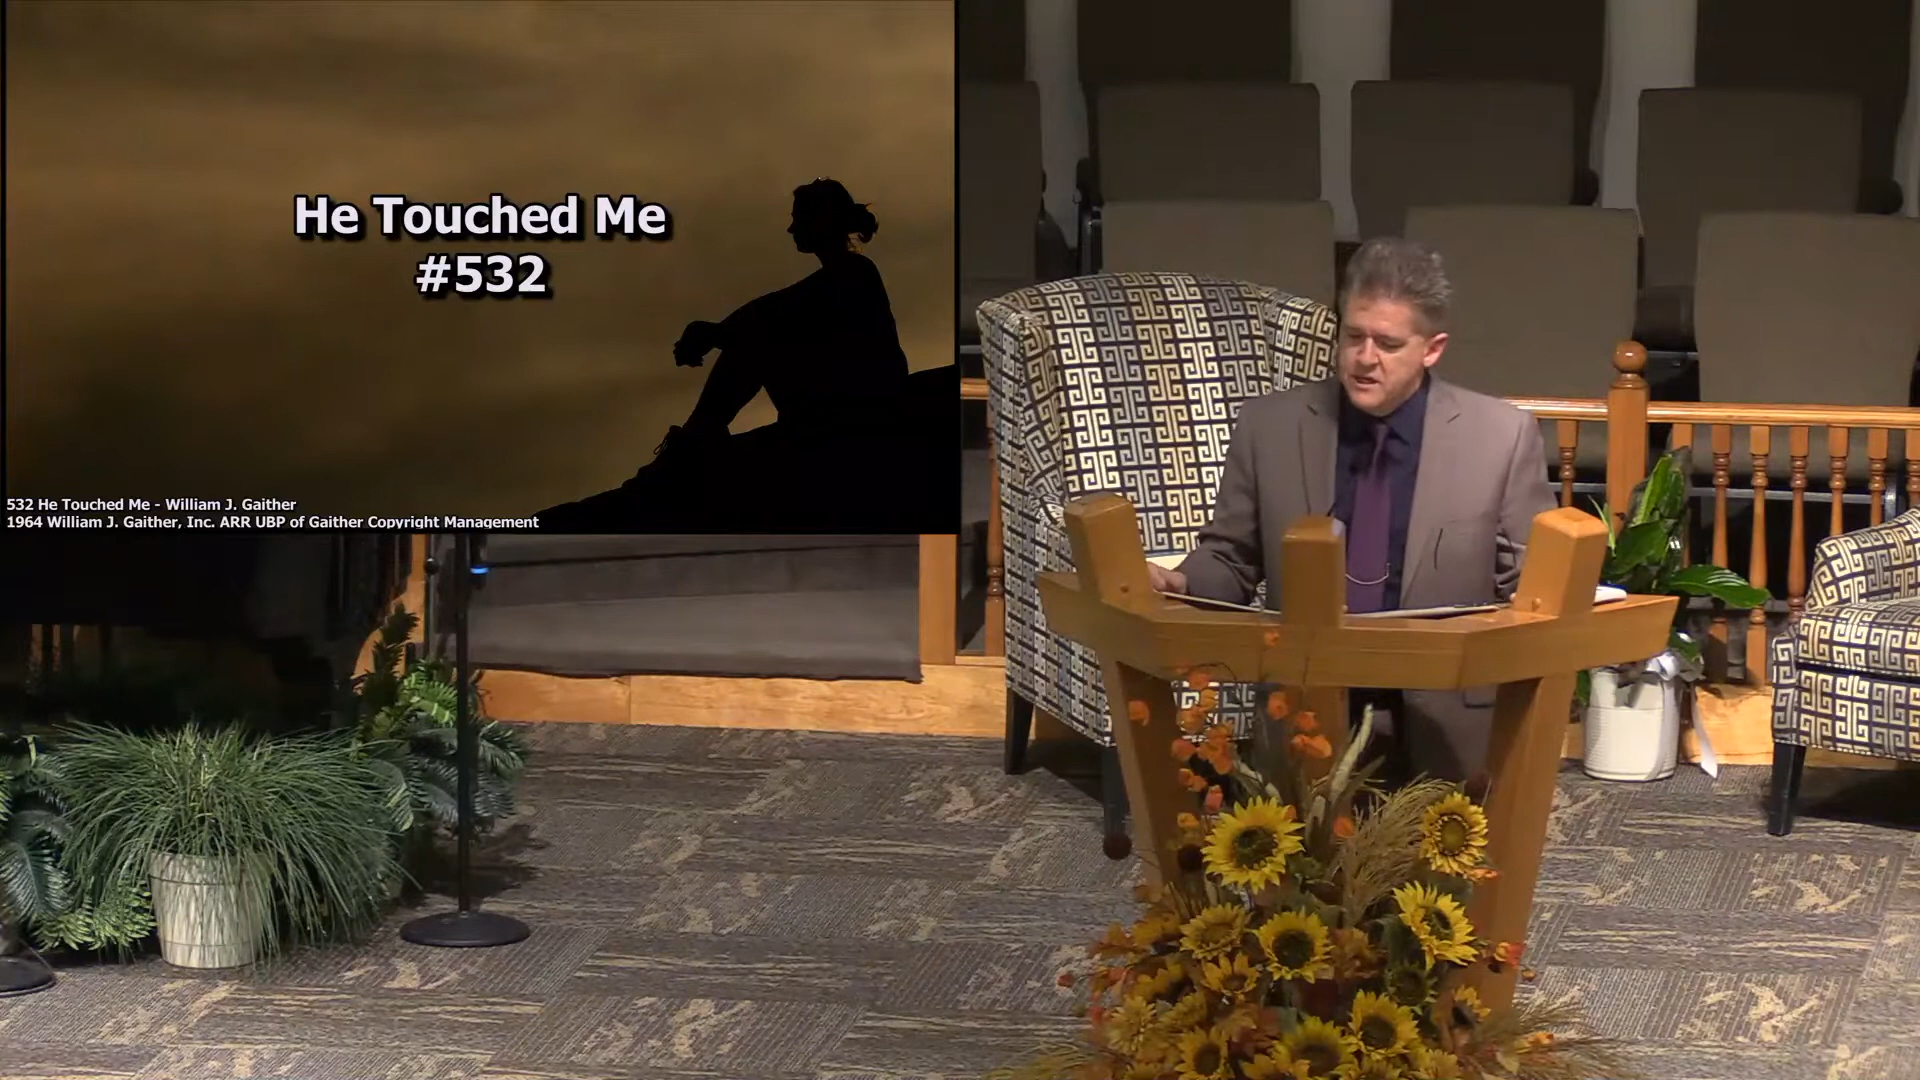 He Touched Me
#532
532 He Touched Me - William J. Gaither
1964 William J. Gaither, Inc. ARR UBP of Gaither Copyright Management